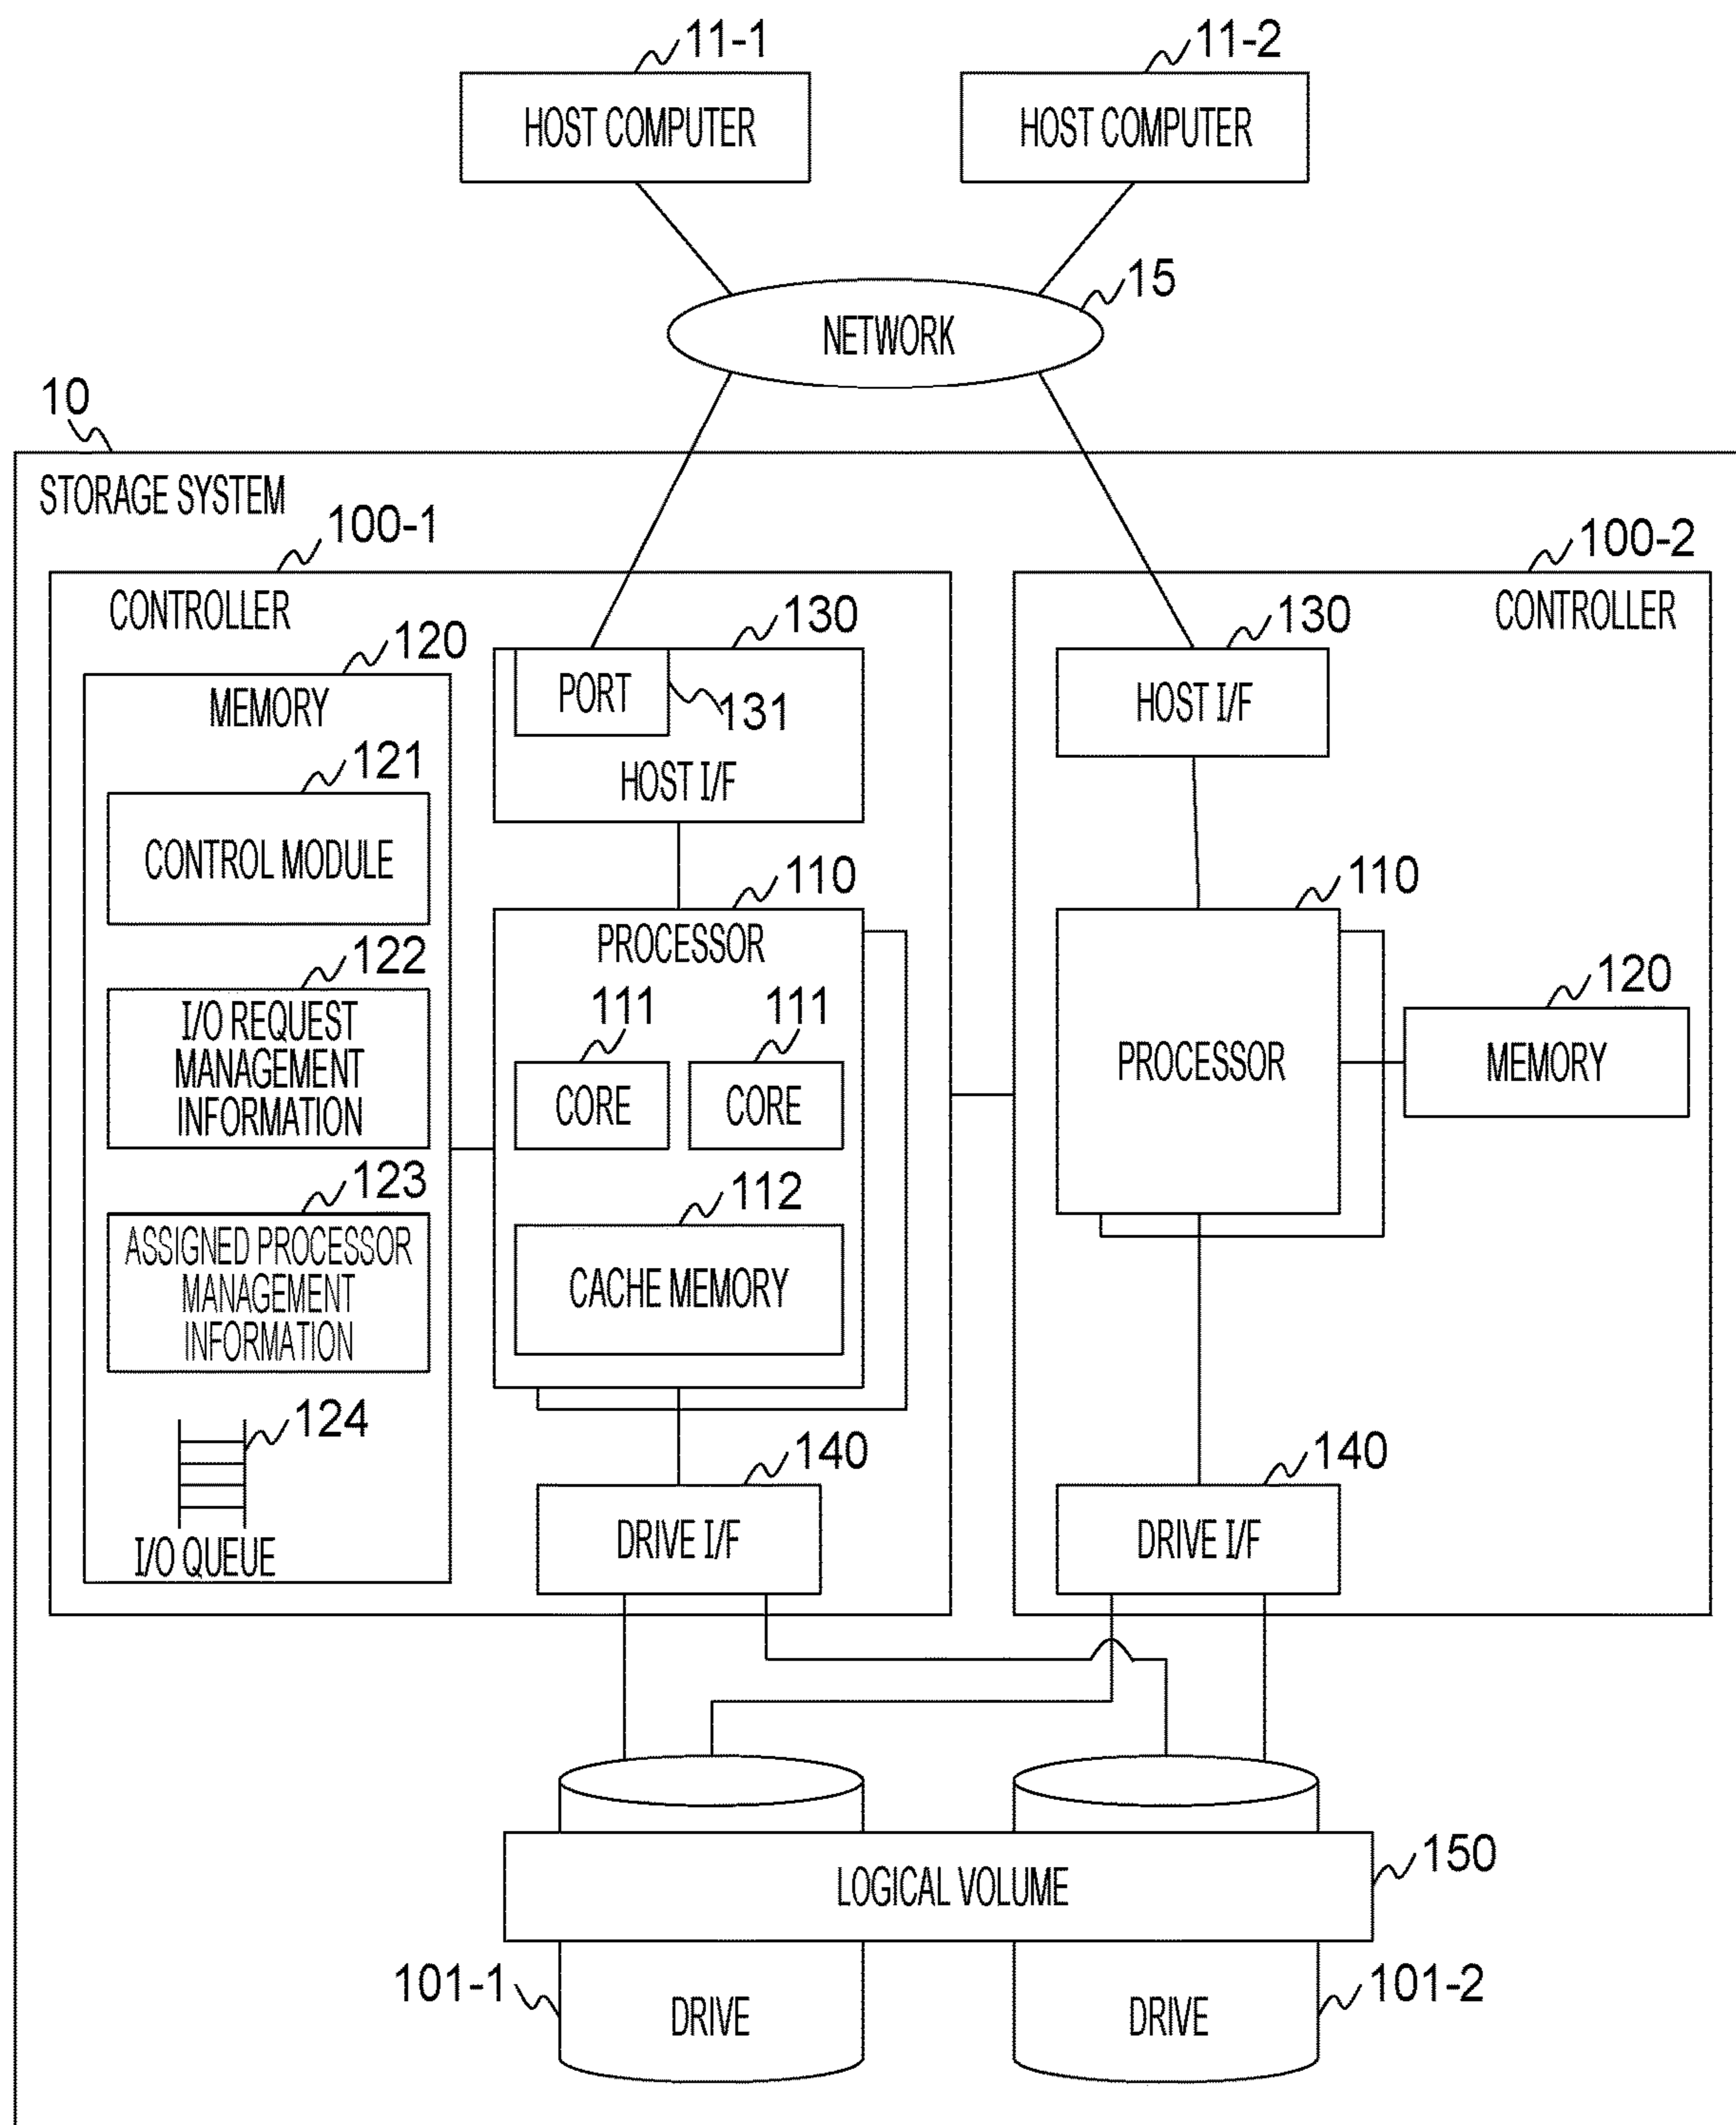 11-1
11-2
HOST COMPUTER
HOST COMPUTER
15
NETWORK
10
STORAGE SYSTEM
100-1
100-2
CONTROLLER
CONTROLLER
120
130
130
MEMORY
PORT
131
HOST I/F
HOST I/F
121
CONTROL MODULE
110
110
PROCESSOR
122
I/O REQUEST
MANAGEMENT
INFORMATION
111
111
CORE
CORE
120
PROCESSOR
MEMORY
123
ASSIGNED PROCESSOR
MANAGEMENT
INFORMATION
112
CACHE MEMORY
124
I/O QUEUE
140
140
DRIVE I/F
DRIVE I/F
150
LOGICAL VOLUME
101-1
101-2
DRIVE
DRIVE